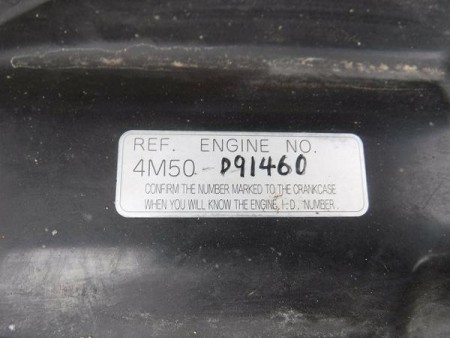 REF. ENGINE NO.
4M50-D91460
CONFIRM THE NUMBER MARKED TO THE CRANKCASE
WHEN YOU WILL KNOW THE ENGINE I.D. NUMBER